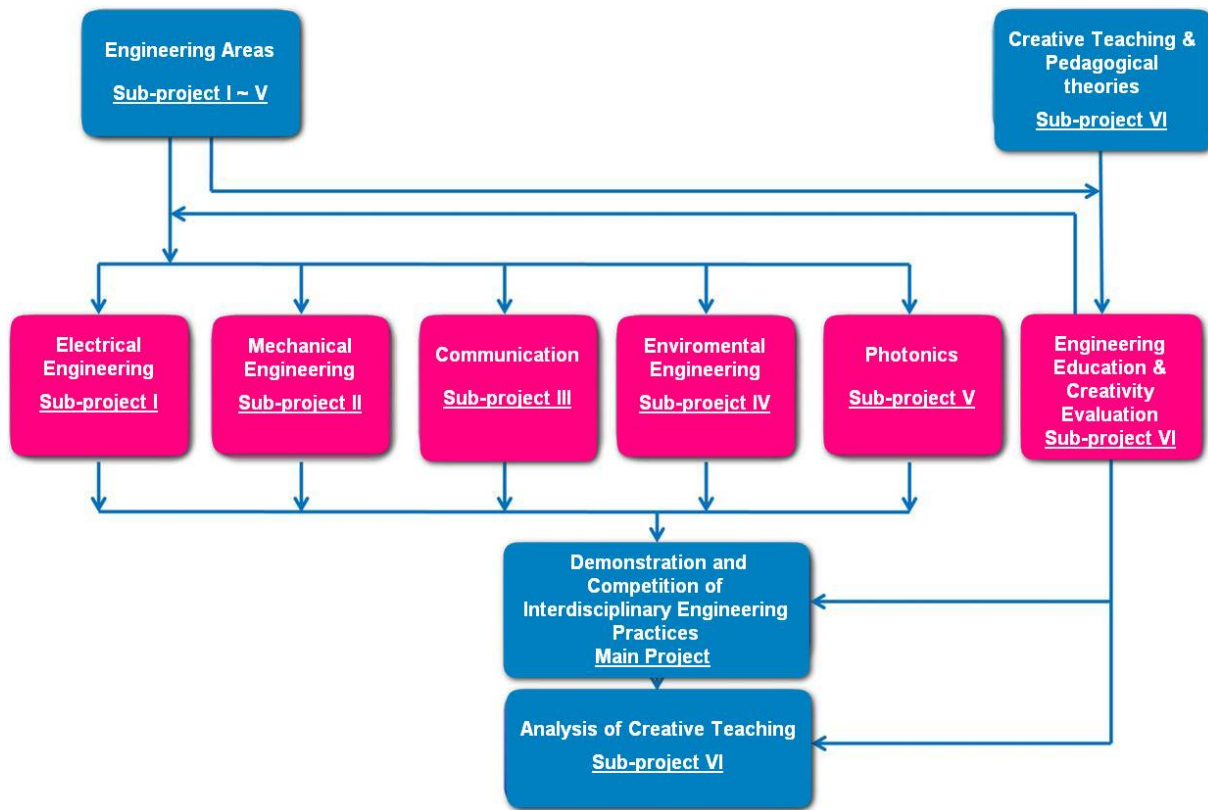 Engineering Areas
Sub-project I ~ V
Creative Teaching &
Pedagogical
theories
Sub-project VI
Electrical
Engineering
Sub-project I
Mechanical
Engineering
Sub-project II
Communication
Sub-project III
Enviromental
Engineering
Sub-proejct IV
Photonics
Sub-project V
Engineering
Education &
Creativity
Evaluation
Sub-project VI
Demonstration and
Competition of
Interdisciplinary Engineering
Practices
Main Project
Analysis of Creative Teaching
Sub-project VI